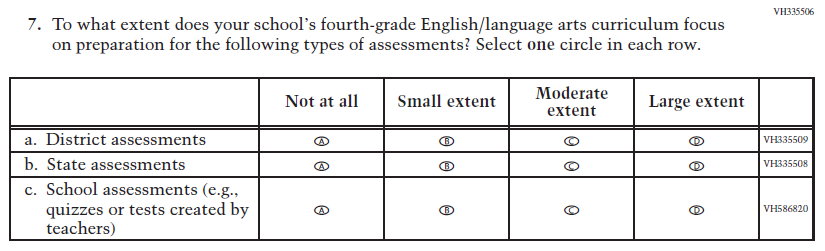 VH335506
7. To what extent does your school's fourth-grade English/language arts curriculum focus
on preparation for the following types of assessments? Select one circle in each row.
Not at all Small extent Moderate extent Large extent
a. District assessments A B C D VH335509
b. State assessments A B C D VH335508
c. School assessments (e.g.,
quizzes or tests created by A B C D VH586820
teachers)